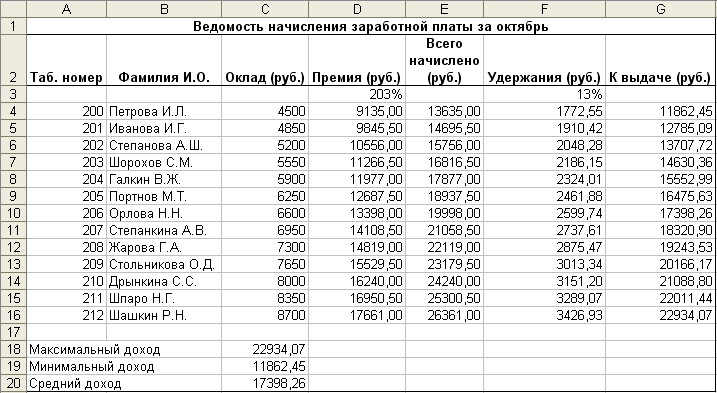 A B C D E F G
1 Ведомость начисления заработной платы за октябрь
2 Таб. номер Фамилия И.О. Оклад (руб.) Премия (руб.) Всего начислено (руб.) Удержания (руб.) К выдаче (руб.)
3 203% 13%
4 200 Петрова И.Л. 4500 9135,00 13635,00 1772,55 11862,45
5 201 Иванова И.Г. 4850 9845,50 14695,50 1910,42 12785,09
6 202 Степанова А.Ш. 5200 10556,00 15756,00 2048,28 13707,72
7 203 Шорохов С.М. 5550 11266,50 16816,50 2186,15 14630,36
8 204 Галкин В.Ж. 5900 11977,00 17877,00 2324,01 15552,99
9 205 Портнов М.Т. 6250 12687,50 18937,50 2461,88 16475,63
10 206 Орлова Н.Н. 6600 13398,00 19998,00 2599,74 17398,26
11 207 Степанкина А.В. 6950 14108,50 21058,50 2737,61 18320,90
12 208 Жарова Г.А. 7300 14819,00 22119,00 2875,47 19243,53
13 209 Стольникова О.Д. 7650 15529,50 23179,50 3013,34 20166,17
14 210 Дрынкина С.С. 8000 16240,00 24240,00 3151,20 21088,80
15 211 Шпаро Н.Г. 8350 16950,50 25300,50 3289,07 22011,44
16 212 Шашкин Р.Н. 8700 17661,00 26361,00 3426,93 22934,07
17
18 Максимальный доход 22934,07
19 Минимальный доход 11862,45
20 Средний доход 17398,26